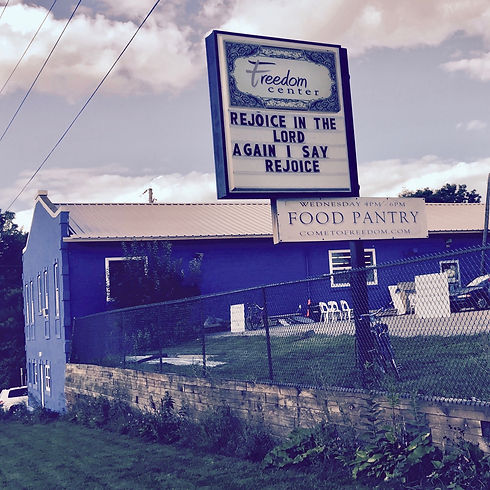 Freedom
center
REJOICE IN THE
LORD
AGAIN I SAY
REJOICE
WEDNESDAY 4PM - 6PM
FOOD PANTRY
COMETOFREEDOM.COM